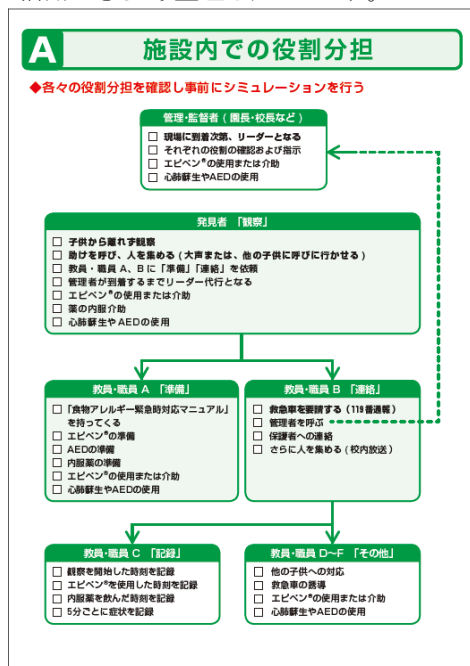 A 施設内での役割分担
◆各々の役割分担を確認し事前にシミュレーションを行う
管理・監督者(園長・校長など)
□ 現場に到着次第、リーダーとなる
□ それぞれの役割の確認および指示
□ エピペン®の使用または介助
□ 心肺蘇生やAEDの使用
発見者 「観察」
□ 子供から離れず観察
□ 助けを呼び、人を集める(大声または、他の子供に呼びに行かせる)
□ 教員・職員 A、Bに「準備」「連絡」を依頼
□ 管理者が到着するまでリーダー代行となる
□ エピペン®の使用または介助
□ 薬の内服介助
□ 心肺蘇生やAEDの使用
教員・職員 A 「準備」
□ 「食物アレルギー緊急時対応マニュアル」
を持ってくる
□ エピペン®の準備
□ AEDの準備
□ 内服薬の準備
□ エピペン®の使用または介助
□ 心肺蘇生やAEDの使用
教員・職員 B 「連絡」
□ 救急車を要請する(119番通報)
□ 管理者を呼ぶ
□ 保護者への連絡
□ さらに人を集める(校内放送)
教員・職員 C 「記録」
□ 観察を開始した時刻を記録
□ エピペン®を使用した時刻を記録
□ 内服薬を飲んだ時刻を記録
□ 5分ごとに症状を記録
教員・職員 D〜F 「その他」
□ 他の子供への対応
□ 救急車の誘導
□ エピペン®の使用または介助
□ 心肺蘇生やAEDの使用